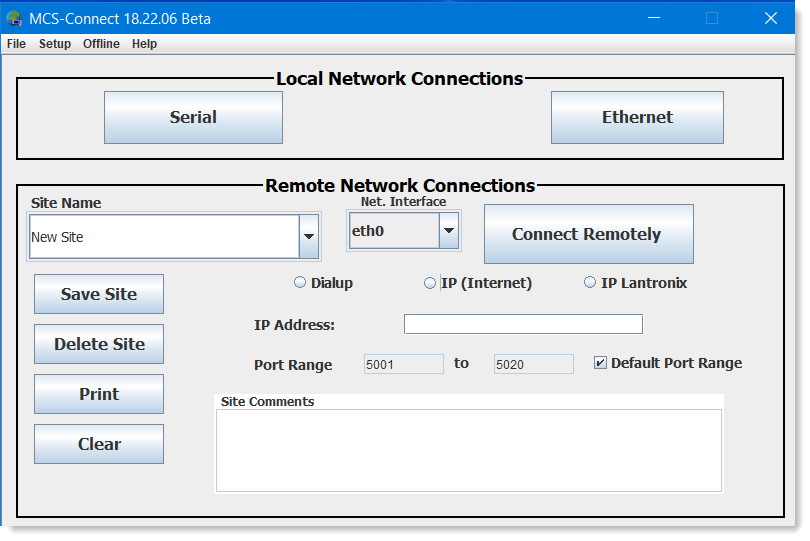 MCS-Connect 18.22.06 Beta
File Setup Offline Help
Local Network Connections
Serial Ethernet
Remote Network Connections
Site Name Net. Interface
New Site eth0 Connect Remotely
Dialup IP (Internet) IP Lantronix
Save Site
IP Address:
Delete Site
Port Range 5001 to 5020 Default Port Range
Print
Site Comments
Clear